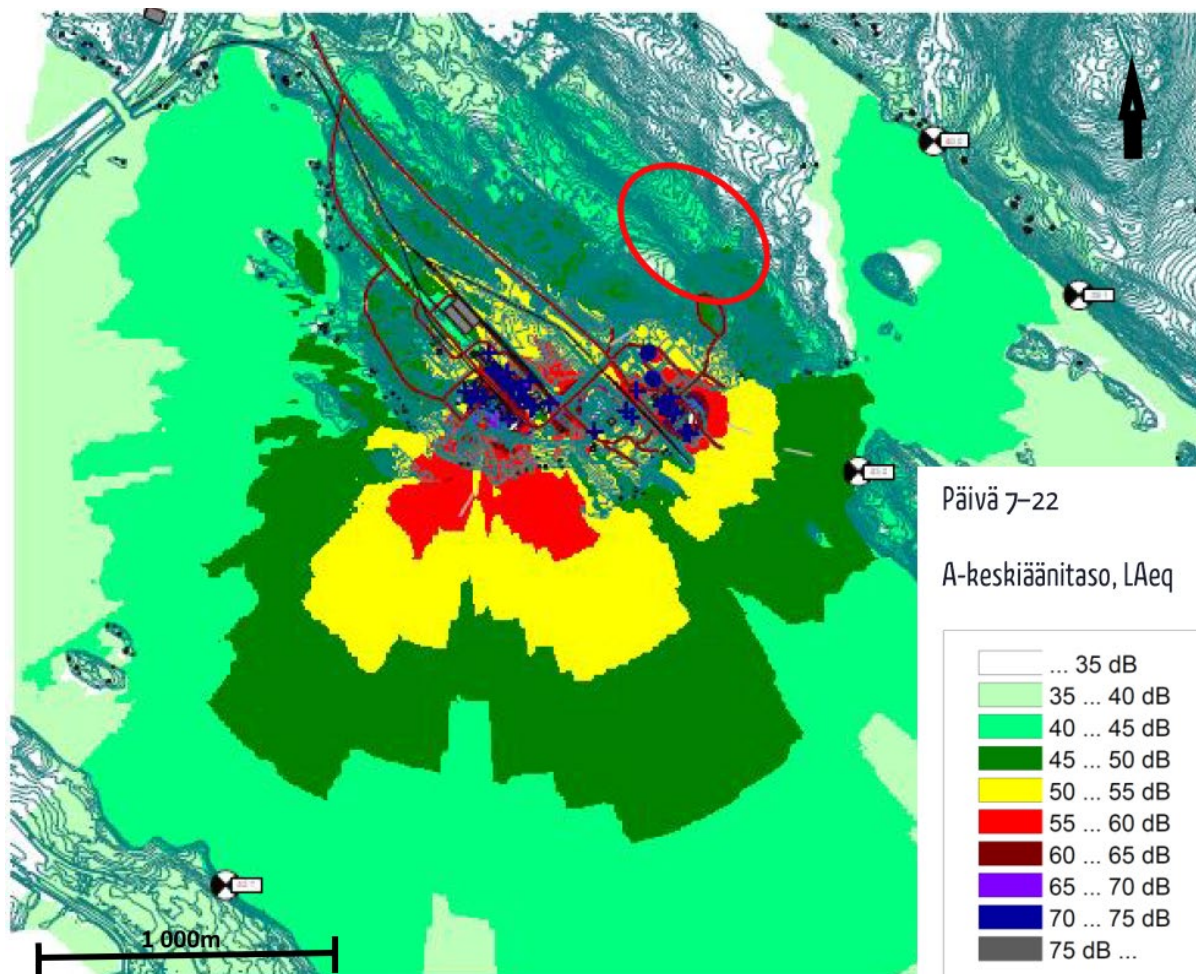 Päivä 7–22
A-keskiäänitaso, LAeq
... 35 dB
35 ... 40 dB
40 ... 45 dB
45 ... 50 dB
50 ... 55 dB
55 ... 60 dB
60 ... 65 dB
65 ... 70 dB
70 ... 75 dB
75 dB ...
1 000m